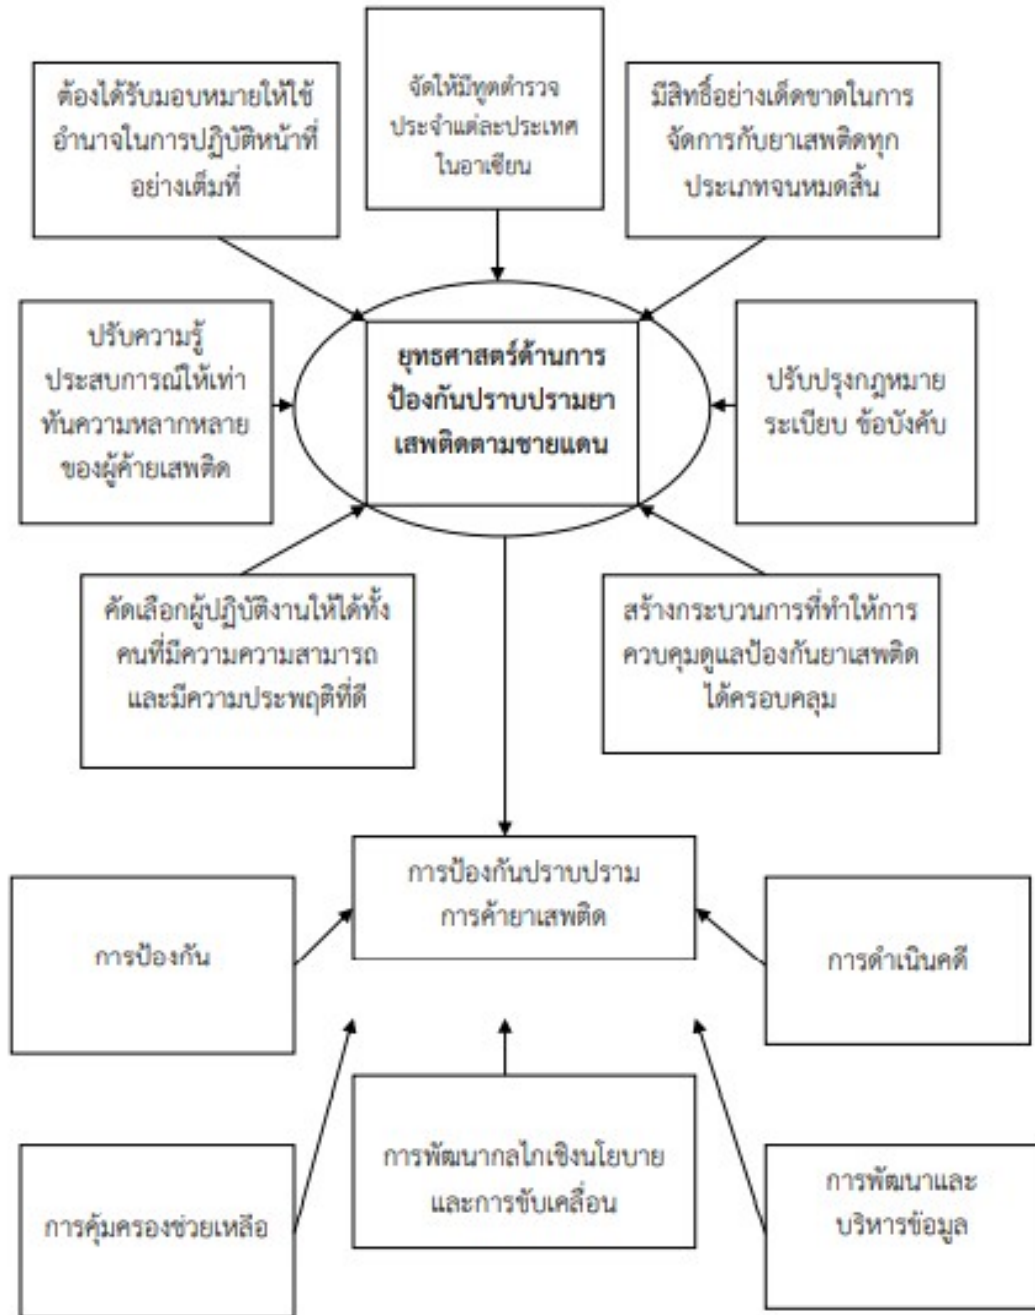 ต้องได้รับมอบหมายให้ใช้
อำนาจในการปฏิบัติหน้าที่
อย่างเต็มที่
จัดให้มีทูตตำรวจ
ประจำแต่ละประเทศ
ในอาเซียน
มีสิทธิ์อย่างเด็ดขาดในการ
จัดการกับยาเสพติดทุก
ประเภทจนหมดสิ้น
ปรับความรู้
ประสบการณ์ให้เท่า
ทันความหลากหลาย
ของผู้ค้ายเสพติด
ยุทธศาสตร์ด้านการ
ป้องกันปราบปรามยา
เสพติดตามชายแดน
ปรับปรุงกฎหมาย
ระเบียบ ข้อบังคับ
คัดเลือกผู้ปฏิบัติงานให้ได้ทั้ง
คนที่มีความความสามารถ
และมีความประพฤติที่ดี
สร้างกระบวนการที่ทำให้การ
ควบคุมดูแลป้องกันยาเสพติด
ได้ครอบคลุม
การป้องกันปราบปราม
การค้ายาเสพติด
การป้องกัน
การดำเนินคดี
การคุ้มครองช่วยเหลือ
การพัฒนากลไกเชิงนโยบาย
และการขับเคลื่อน
การพัฒนาและ
บริหารข้อมูล